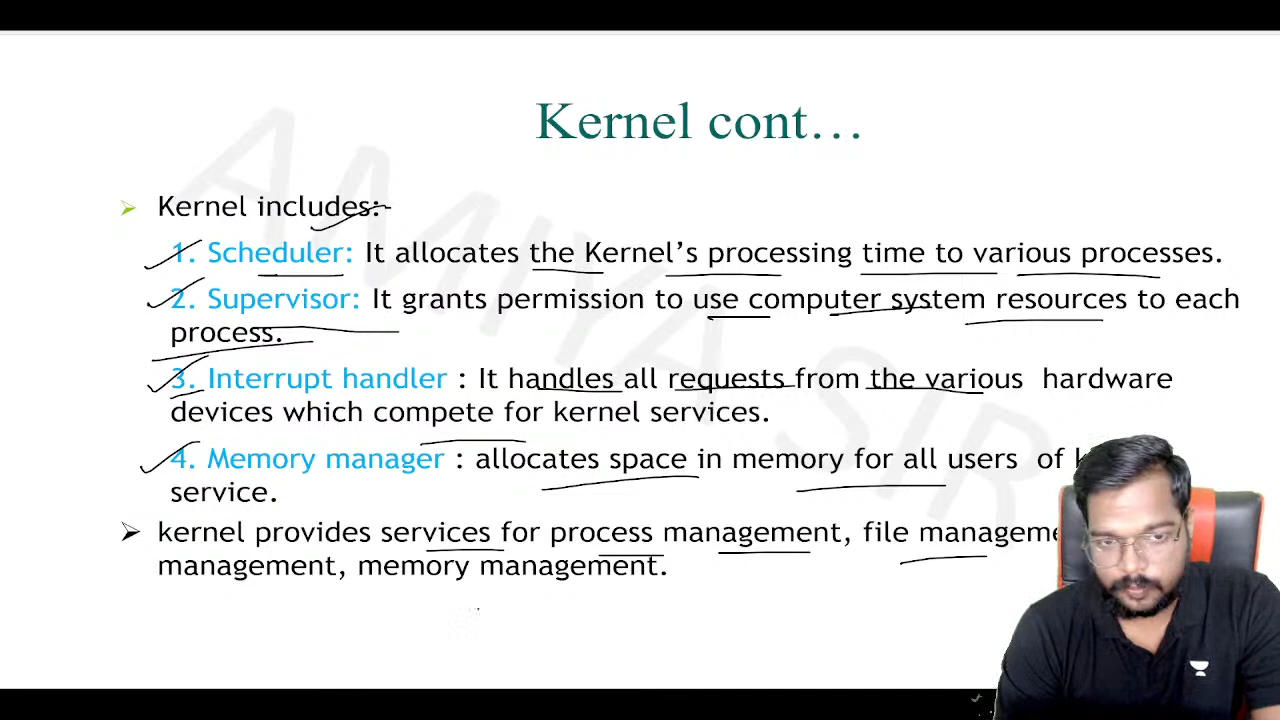 Kernel cont...
Kernel includes:-
1. Scheduler: It allocates the Kernel's processing time to various processes.
2. Supervisor: It grants permission to use computer system resources to each
process.
3. Interrupt handler : It handles all requests from the various hardware
devices which compete for kernel services.
4. Memory manager : allocates space in memory for all users of
service.
kernel provides services for process management, file
management, memory management.
AMIYA SIR